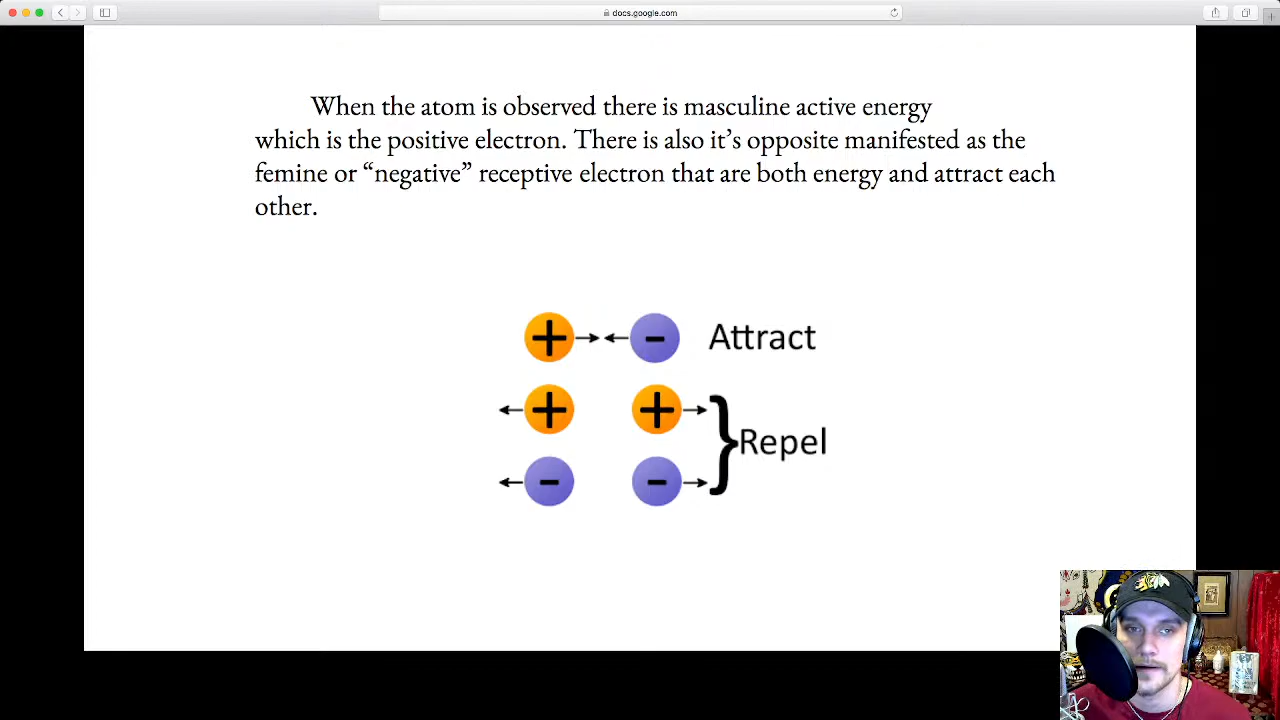 docs.google.com
When the atom is observed there is masculine active energy
which is the positive electron. There is also it’s opposite manifested as the
femine or “negative” receptive electron that are both energy and attract each
other.
+ - Attract
+ +
Repel
- -